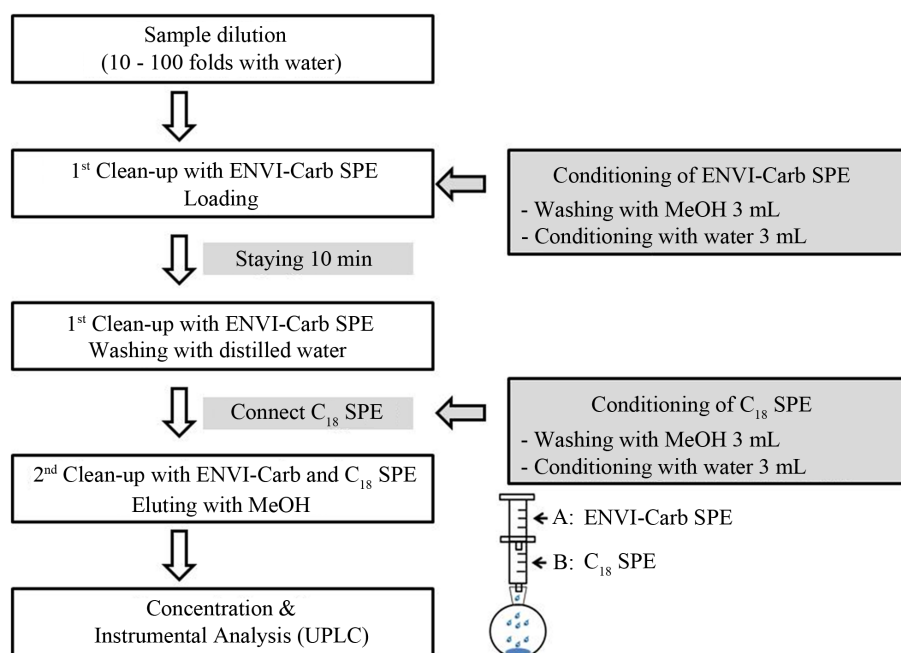 Sample dilution
(10 - 100 folds with water)
1st Clean-up with ENVI-Carb SPE
Loading
Conditioning of ENVI-Carb SPE
- Washing with MeOH 3 mL
- Conditioning with water 3 mL
Staying 10 min
1st Clean-up with ENVI-Carb SPE
Washing with distilled water
Connect C18 SPE
Conditioning of C18 SPE
- Washing with MeOH 3 mL
- Conditioning with water 3 mL
2nd Clean-up with ENVI-Carb and C18 SPE
Eluting with MeOH
A: ENVI-Carb SPE
B: C18 SPE
Concentration &
Instrumental Analysis (UPLC)